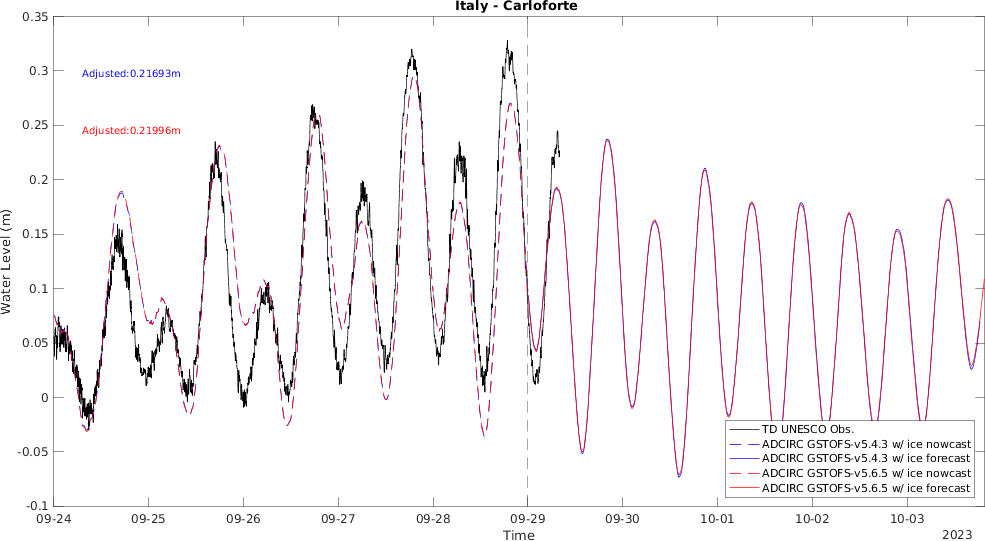 Italy - Carloforte
0.35
0.3
0.25
0.2
0.15
0.1
0.05
0
-0.05
-0.1
Water Level (m)
Adjusted:0.21693m
Adjusted:0.21996m
TD UNESCO Obs.
ADCIRC GSTOFS-v5.4.3 w/ ice nowcast
ADCIRC GSTOFS-v5.4.3 w/ ice forecast
ADCIRC GSTOFS-v5.6.5 w/ ice nowcast
ADCIRC GSTOFS-v5.6.5 w/ ice forecast
09-24 09-25 09-26 09-27 09-28 09-29 09-30 10-01 10-02 10-03
Time
2023